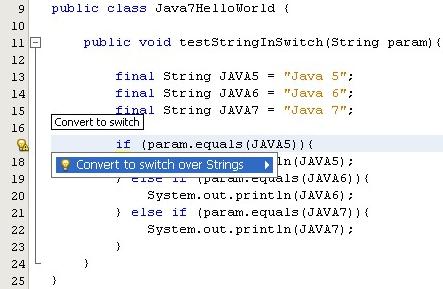 9 public class Java7HelloWorld {
10
11 public void testStringInSwitch(String param){
12
13 final String JAVA5 = "Java 5";
14 final String JAVA6 = "Java 6";
15 final String JAVA7 = "Java 7";
16
Convert to switch
if (param.equals(JAVA5)){
Convert to switch over Strings
18 ln(JAVA5);
19 } else if (param.equals(JAVA6)){
20 System.out.println(JAVA6);
21 } else if (param.equals(JAVA7)){
22 System.out.println(JAVA7);
23 }
24 }
25 }